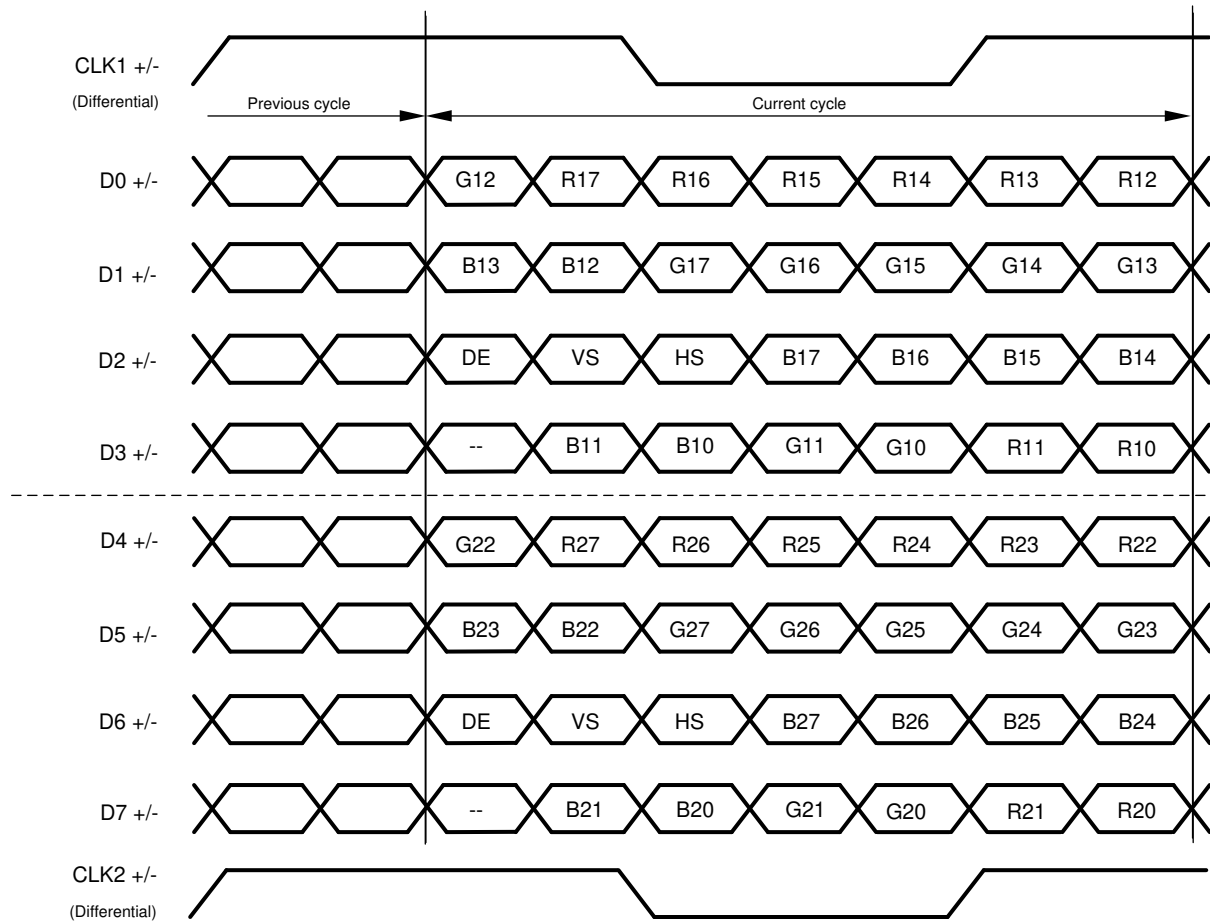 CLK1 +/-
(Differential)
Previous cycle Current cycle
D0 +/- G12 R17 R16 R15 R14 R13 R12
D1 +/- B13 B12 G17 G16 G15 G14 G13
D2 +/- DE VS HS B17 B16 B15 B14
D3 +/- -- B11 B10 G11 G10 R11 R10
D4 +/- G22 R27 R26 R25 R24 R23 R22
D5 +/- B23 B22 G27 G26 G25 G24 G23
D6 +/- DE VS HS B27 B26 B25 B24
D7 +/- -- B21 B20 G21 G20 R21 R20
CLK2 +/-
(Differential)